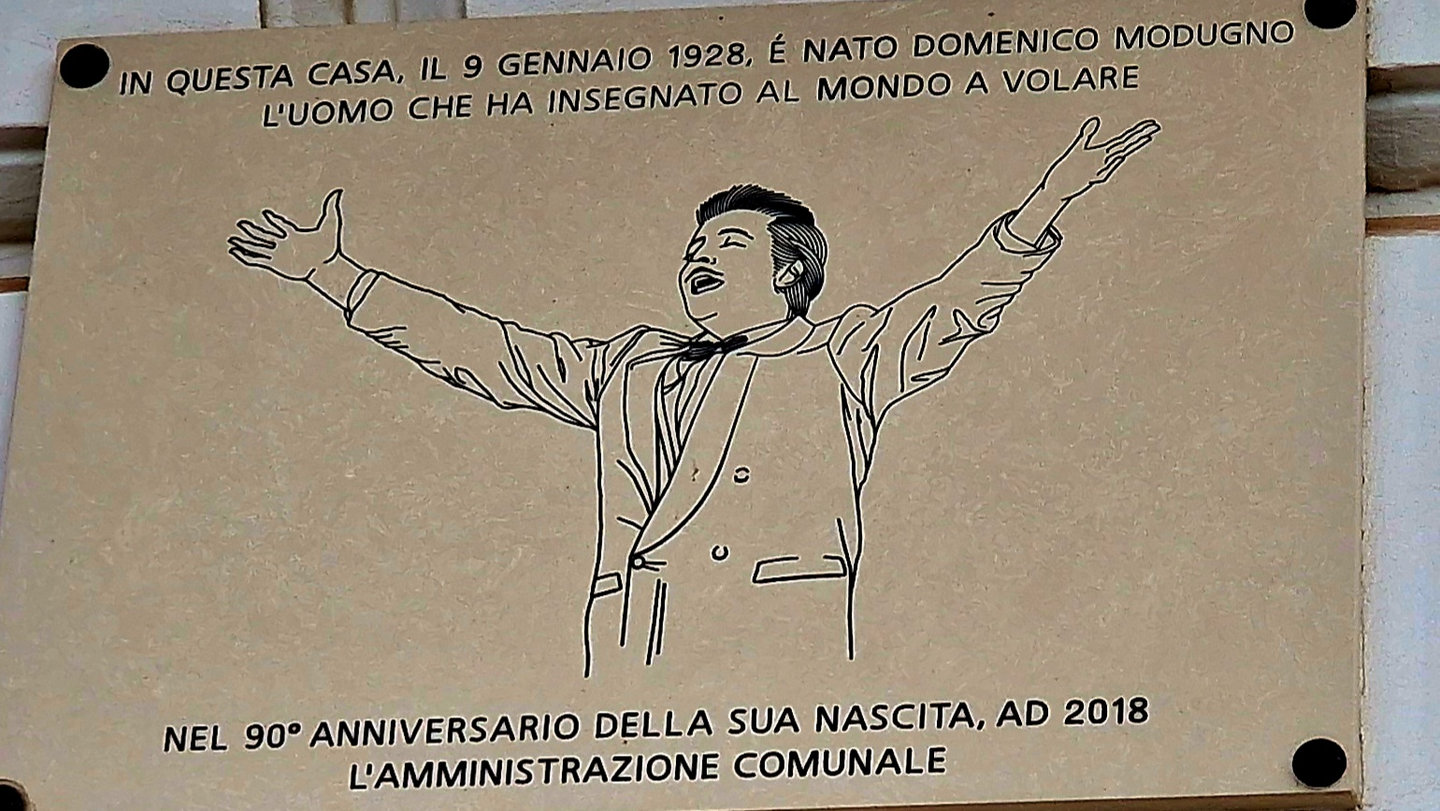 IN QUESTA CASA, IL 9 GENNAIO 1928, É NATO DOMENICO MODUGNO
L'UOMO CHE HA INSEGNATO AL MONDO A VOLARE
NEL 90° ANNIVERSARIO DELLA SUA NASCITA, AD 2018
L'AMMINISTRAZIONE COMUNALE